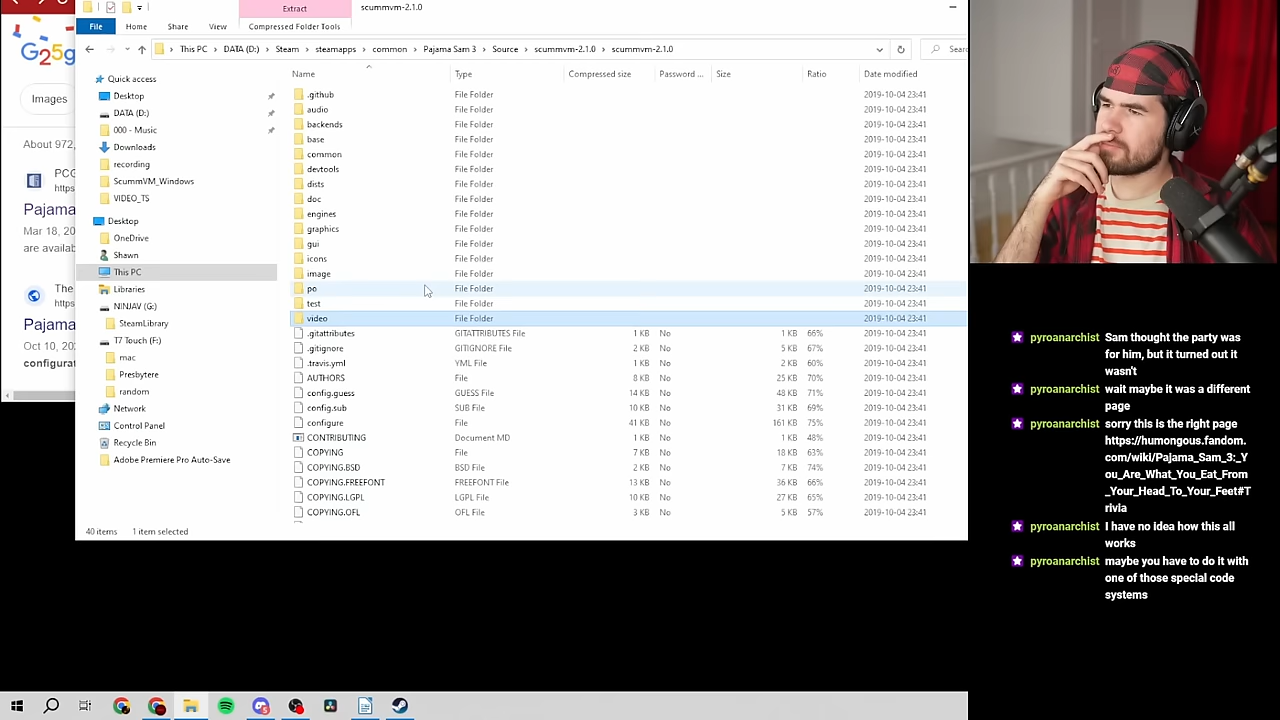 Extract
scummvm-2.1.0
File
Home
Share
View
Compressed Folder Tools
This PC
DATA (D:)
Steam
steamapps
common
Pajama Sam 3
Source
scummvm-2.1.0
scummvm-2.1.0
Sear
Images
About 972,
PCG
https
Pajama
Mar 18, 20
are availab
The
https
Pajama
Oct 10, 202
configurat
Quick access
Desktop
DATA (D:)
000 - Music
Downloads
recording
ScummVM_Windows
VIDEO_TS
Desktop
OneDrive
Shawn
This PC
Libraries
NINJAV (G:)
SteamLibrary
T7 Touch (F:)
mac
Presbytere
random
Network
Control Panel
Recycle Bin
Adobe Premiere Pro Auto-Save
Name Type Compressed size Password ... Size Ratio Date modified
.github File Folder 2019-10-04 23:41
audio File Folder 2019-10-04 23:41
backends File Folder 2019-10-04 23:41
base File Folder 2019-10-04 23:41
common File Folder 2019-10-04 23:41
devtools File Folder 2019-10-04 23:41
dists File Folder 2019-10-04 23:41
doc File Folder 2019-10-04 23:41
engines File Folder 2019-10-04 23:41
graphics File Folder 2019-10-04 23:41
gui File Folder 2019-10-04 23:41
icons File Folder 2019-10-04 23:41
image File Folder 2019-10-04 23:41
po File Folder 2019-10-04 23:41
test File Folder 2019-10-04 23:41
video File Folder 2019-10-04 23:41
.gitattributes GITATTRIBUTES File 1 KB No 1 KB 66% 2019-10-04 23:41
.gitignore GITIGNORE File 2 KB No 5 KB 67% 2019-10-04 23:41
.travis.yml YML File 1 KB No 2 KB 60% 2019-10-04 23:41
AUTHORS File 8 KB No 25 KB 70% 2019-10-04 23:41
config.guess GUESS File 14 KB No 48 KB 71% 2019-10-04 23:41
config.sub SUB File 10 KB No 31 KB 69% 2019-10-04 23:41
configure File 41 KB No 161 KB 75% 2019-10-04 23:41
CONTRIBUTING Document MD 1 KB No 1 KB 48% 2019-10-04 23:41
COPYING File 7 KB No 18 KB 63% 2019-10-04 23:41
COPYING.BSD BSD File 2 KB No 7 KB 74% 2019-10-04 23:41
COPYING.FREEFONT FREEFONT File 13 KB No 36 KB 66% 2019-10-04 23:41
COPYING.LGPL LGPL File 10 KB No 27 KB 65% 2019-10-04 23:41
COPYING.OFL OFL File 3 KB No 5 KB 57% 2019-10-04 23:41
40 items 1 item selected
pyroanarchist Sam thought the party was
for him, but it turned out it
wasn't
pyroanarchist wait maybe it was a different
page
pyroanarchist sorry this is the right page
https://humongous.fandom.
com/wiki/Pajama_Sam_3:_Y
ou_Are_What_You_Eat_From
_Your_Head_To_Your_Feet#T
rivia
pyroanarchist I have no idea how this all
works
pyroanarchist maybe you have to do it with
one of those special code
systems